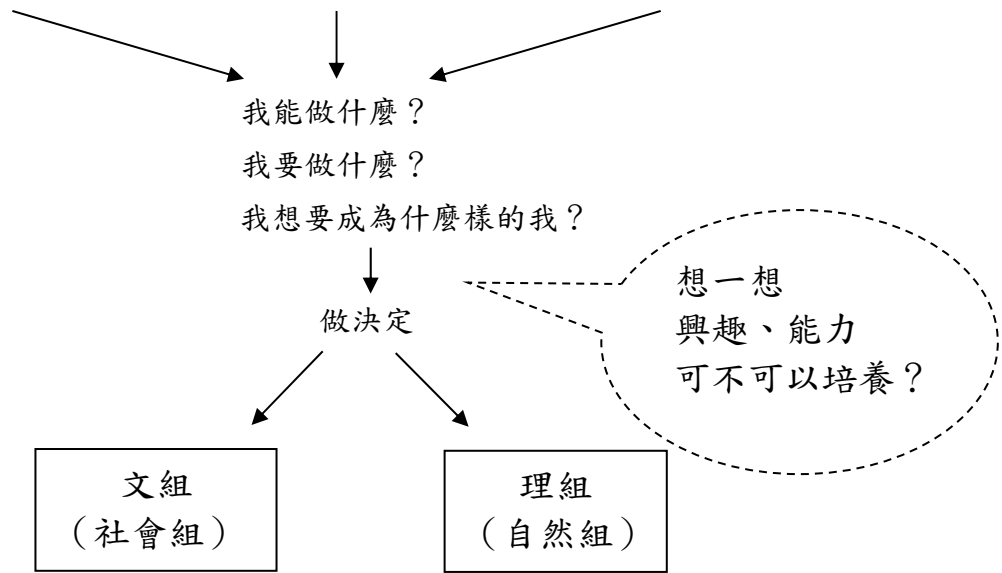 我能做什麼？
我要做什麼？
我想要成為什麼樣的我？
做決定
想一想
興趣、能力
可不可以培養？
文組
（社會組）
理組
（自然組）